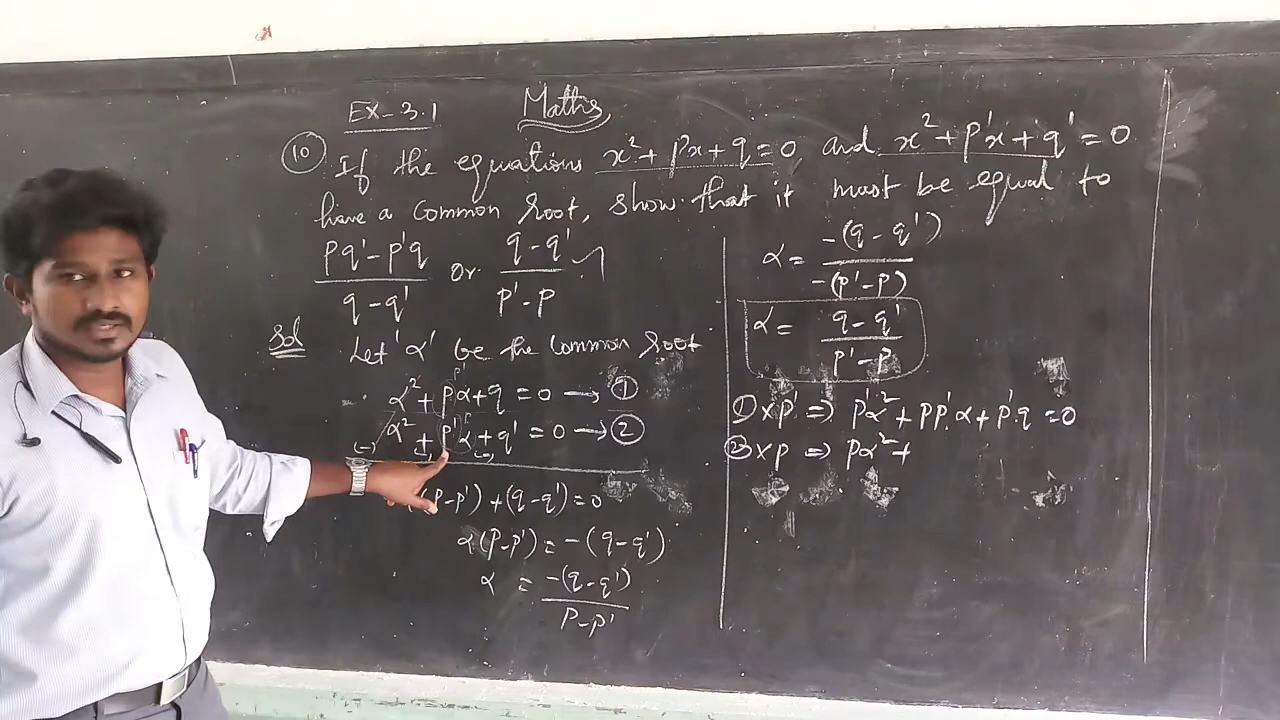 EX-3.1 Maths
(10) If the equations x²+px+q=0 and x²+p'x+q'=0
have a Common root, show that it must be equal to
pq'-p'q / q-q' or q-q' / p'-p
Sol Let 'α' be the Common root
α²+pα+q=0 → ①
α²+p'α+q'=0 → ②
(-) (-) (-)
(p-p')+(q-q')=0
α(p-p')=-(q-q')
α = -(q-q') / p-p'
α = -(q-q') / -(p'-p)
α = q-q' / p'-p
①×p' ⇒ p'α²+pp'α+p'q=0
②×p ⇒ pα²+